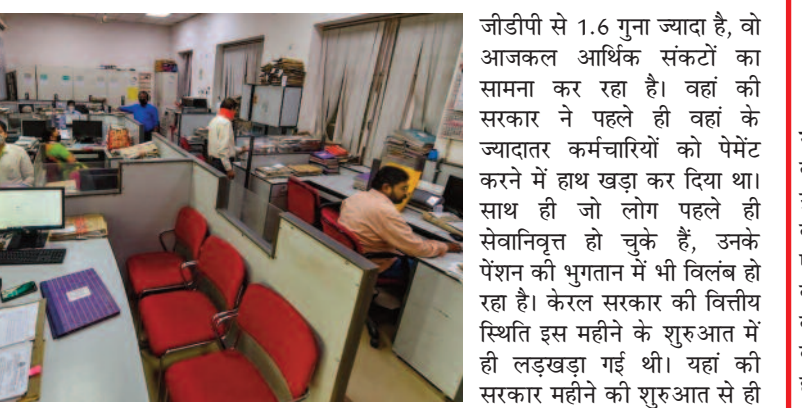 जीडीपी से 1.6 गुना ज्यादा है, वो
आजकल आर्थिक संकटों का
सामना कर रहा है। वहां की
सरकार ने पहले ही वहां के
ज्यादातर कर्मचारियों को पेमेंट
करने में हाथ खड़ा कर दिया था।
साथ ही जो लोग पहले ही
सेवानिवृत्त हो चुके हैं, उनके
पेंशन की भुगतान में भी विलंब हो
रहा है। केरल सरकार की वित्तीय
स्थिति इस महीने के शुरुआत में
ही लड़खड़ा गई थी। यहां की
सरकार महीने की शुरुआत से ही